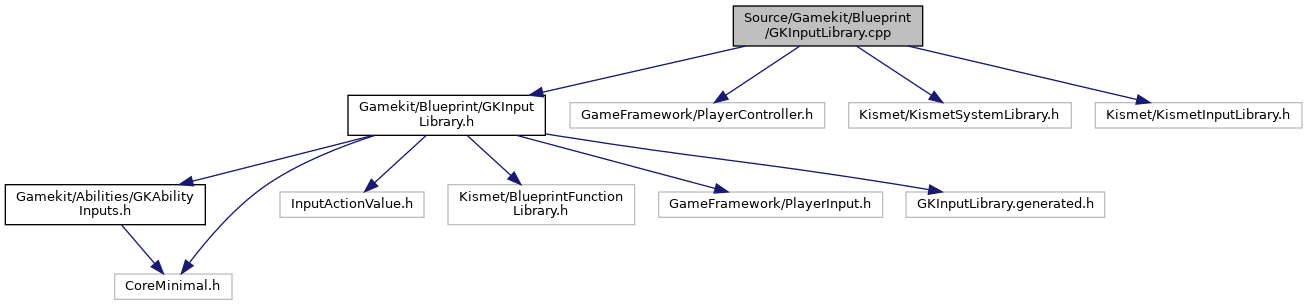 Source/Gamekit/Blueprint
/GKInputLibrary.cpp
Gamekit/Blueprint/GKInput
Library.h
GameFramework/PlayerController.h
Kismet/KismetSystemLibrary.h
Kismet/KismetInputLibrary.h
Gamekit/Abilities/GKAbility
Inputs.h
InputActionValue.h
Kismet/BlueprintFunction
Library.h
GameFramework/PlayerInput.h
GKInputLibrary.generated.h
CoreMinimal.h